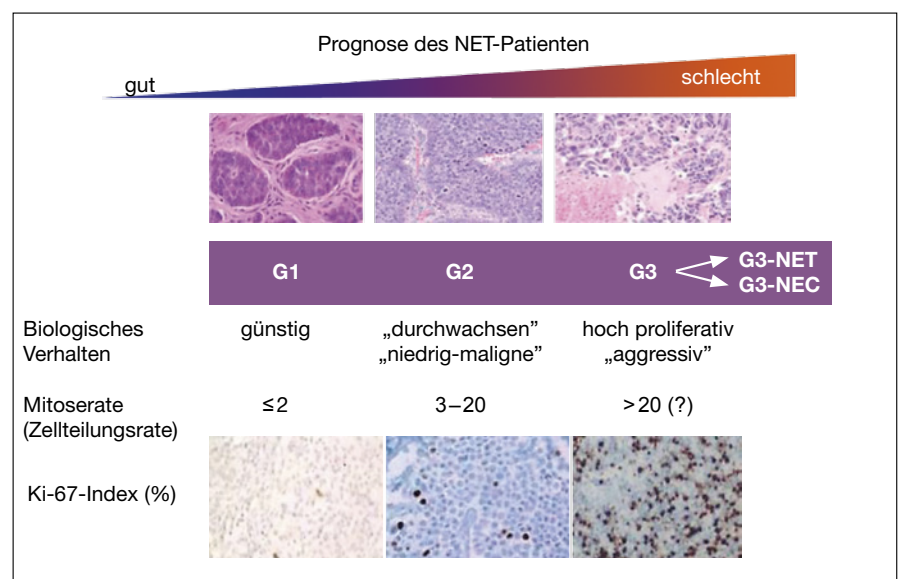 Prognose des NET-Patienten
gut
schlecht
G1
G2
G3
G3-NET
G3-NEC
Biologisches
Verhalten
günstig
„durchwachsen”
„niedrig-maligne”
hoch proliferativ
„aggressiv”
Mitoserate
(Zellteilungsrate)
≤2
3–20
>20 (?)
Ki-67-Index (%)